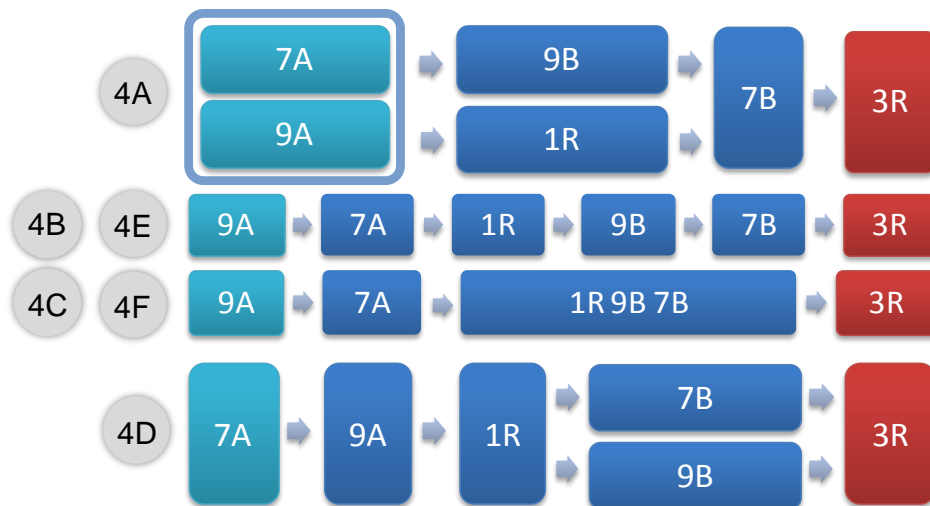 7A 9B
4A 7B 3R
9A 1R
4B 4E 9A 7A 1R 9B 7B 3R
4C 4F 9A 7A 1R 9B 7B 3R
7B
4D 7A 9A 1R 3R
9B